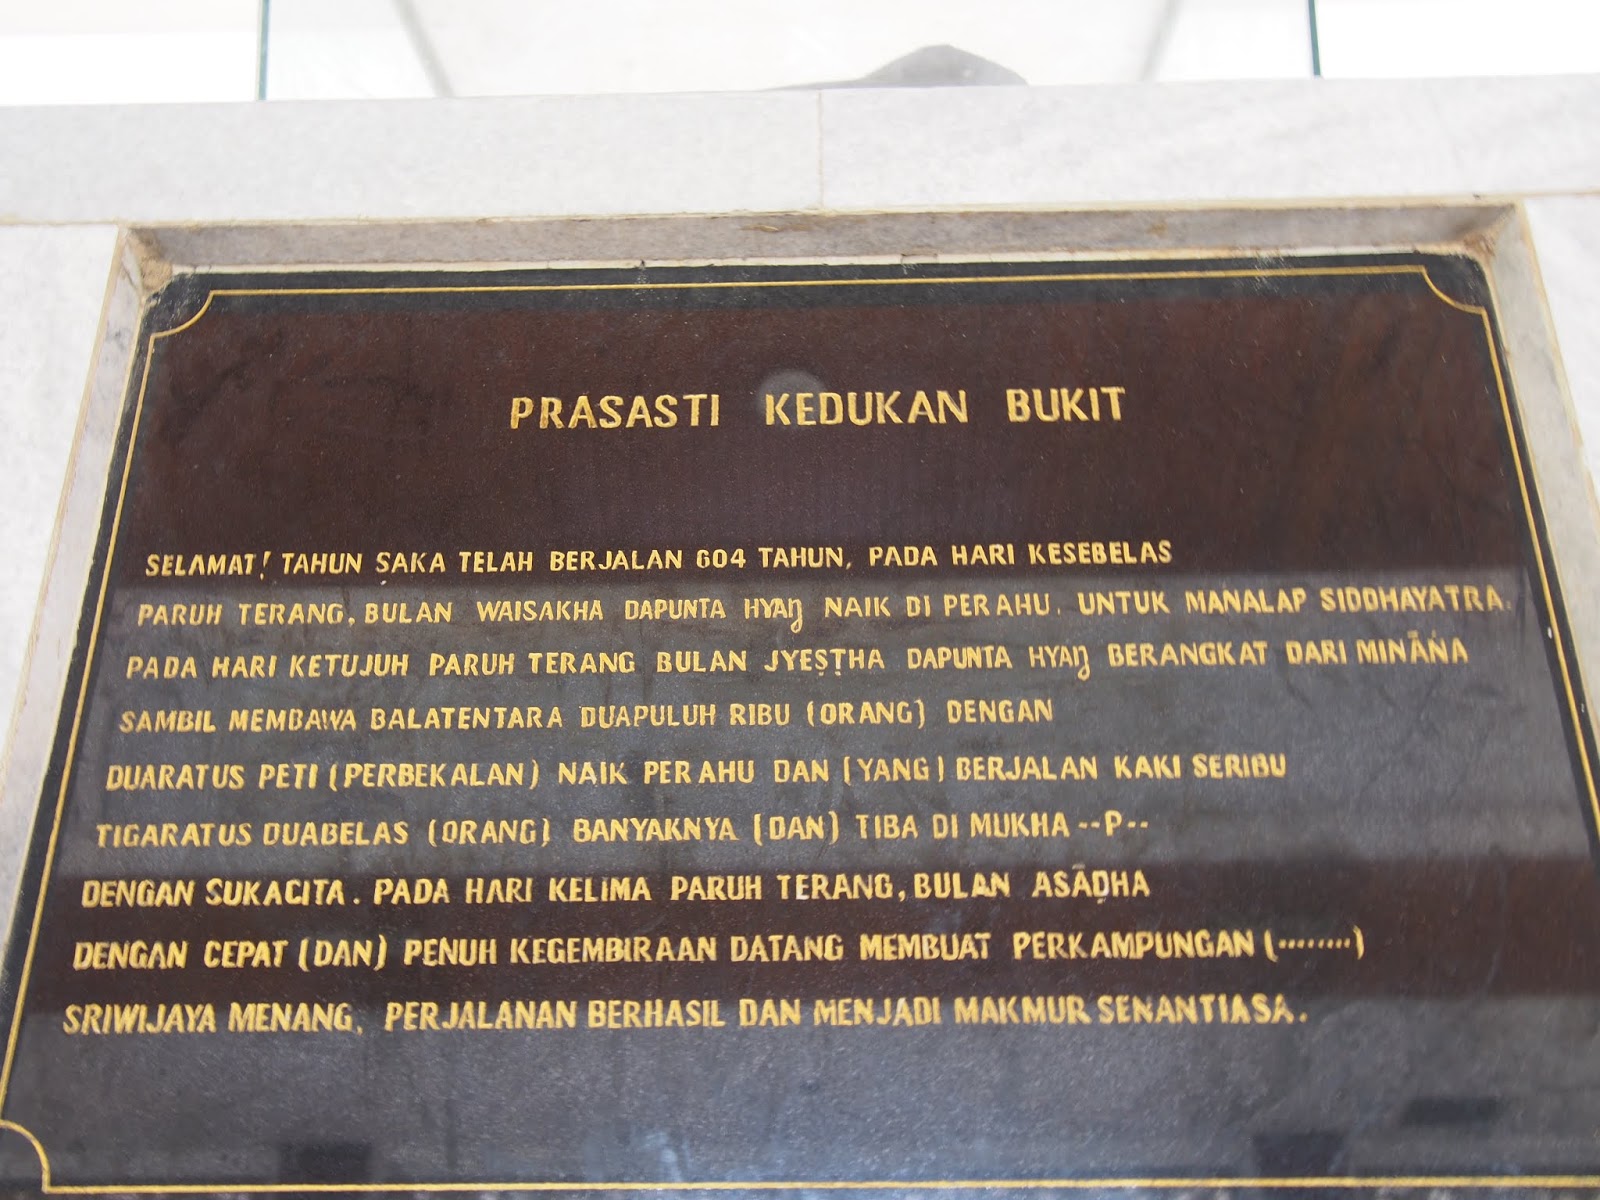 PRASASTI KEDUKAN BUKIT
SELAMAT! TAHUN SAKA TELAH BERJALAN 604 TAHUN, PADA HARI KESEBELAS
PARUH TERANG, BULAN WAISAKHA DAPUNTA HYAŊ NAIK DI PERAHU. UNTUK MANALAP SIDDHAYATRA.
PADA HARI KETUJUH PARUH TERANG BULAN JYEṢṬHA DAPUNTA HYAŊ BERANGKAT DARI MINĀṄA
SAMBIL MEMBAWA BALATENTARA DUAPULUH RIBU (ORANG) DENGAN
DUARATUS PETI (PERBEKALAN) NAIK PERAHU DAN (YANG) BERJALAN KAKI SERIBU
TIGARATUS DUABELAS (ORANG) BANYAKNYA (DAN) TIBA DI MUKHA --P--
DENGAN SUKACITA. PADA HARI KELIMA PARUH TERANG, BULAN ASĀḌHA
DENGAN CEPAT (DAN) PENUH KEGEMBIRAAN DATANG MEMBUAT PERKAMPUNGAN (........)
SRIWIJAYA MENANG, PERJALANAN BERHASIL DAN MENJADI MAKMUR SENANTIASA.